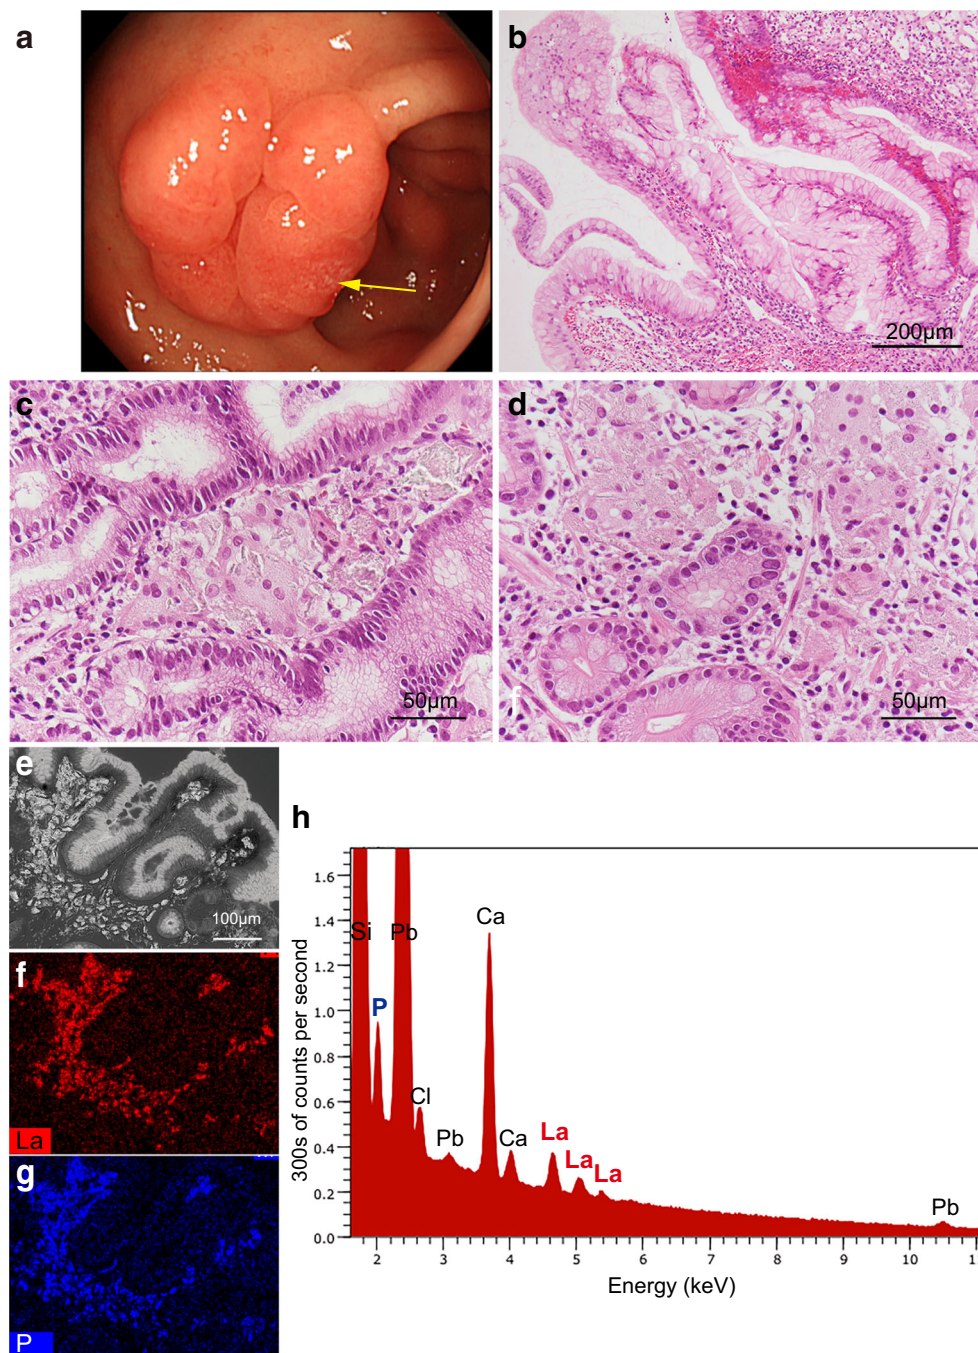 a
b
200µm
c
50µm
d
f
50µm
e
100µm
f
La
g
P
h
300s of counts per second
1.6
1.4
1.2
1.0
0.8
0.6
0.4
0.2
0.0
Si
P
Pb
Cl
Pb
Ca
Ca
La
La
La
Pb
2
3
4
5
6
7
8
9
10
11
Energy (keV)